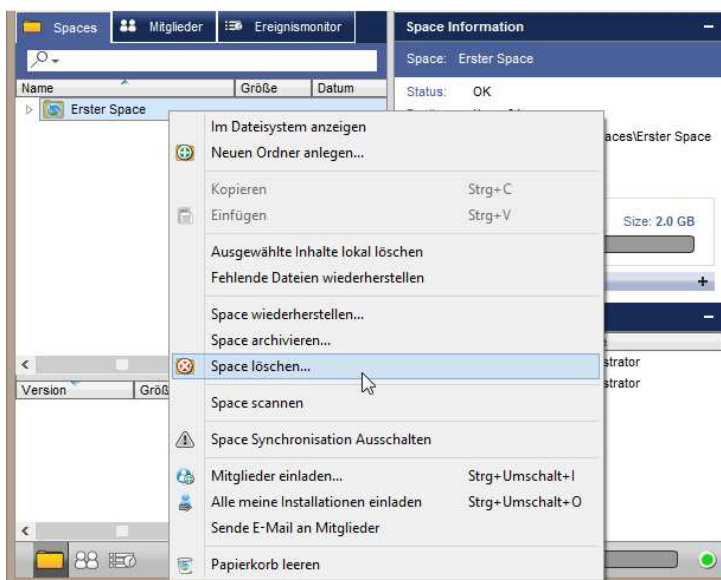 Spaces Mitglieder Ereignismonitor
Space Information
Space: Erster Space
Name Größe Datum
Status: OK
Erster Space
aces\Erster Space
Im Dateisystem anzeigen
Neuen Ordner anlegen...
Kopieren Strg+C
Einfügen Strg+V
Size: 2.0 GB
Ausgewählte Inhalte lokal löschen
Fehlende Dateien wiederherstellen
Space wiederherstellen...
Space archivieren...
Space löschen...
strator
strator
Version Größ
Space scannen
Space Synchronisation Ausschalten
Mitglieder einladen... Strg+Umschalt+I
Alle meine Installationen einladen Strg+Umschalt+O
Sende E-Mail an Mitglieder
Papierkorb leeren